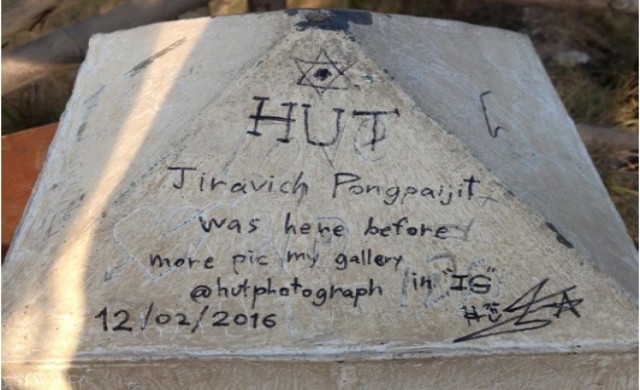 HUT
Jiravich Pongpaijit
was here before
more pic my gallery
@hutphotograph in "IG"
12/02/2016